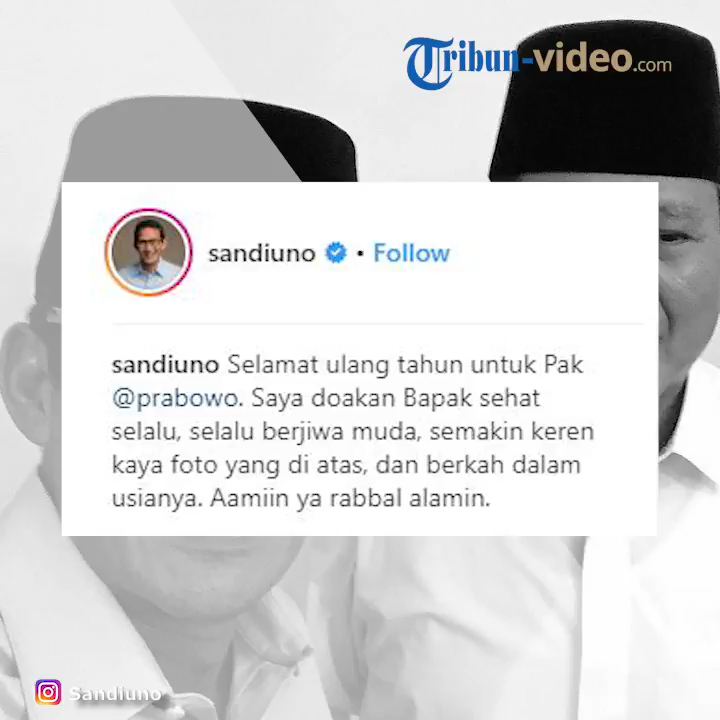 Tribun-video.com
sandiuno • Follow
sandiuno Selamat ulang tahun untuk Pak
@prabowo. Saya doakan Bapak sehat
selalu, selalu berjiwa muda, semakin keren
kaya foto yang di atas, dan berkah dalam
usianya. Aamiin ya rabbal alamin.
Sandiuno